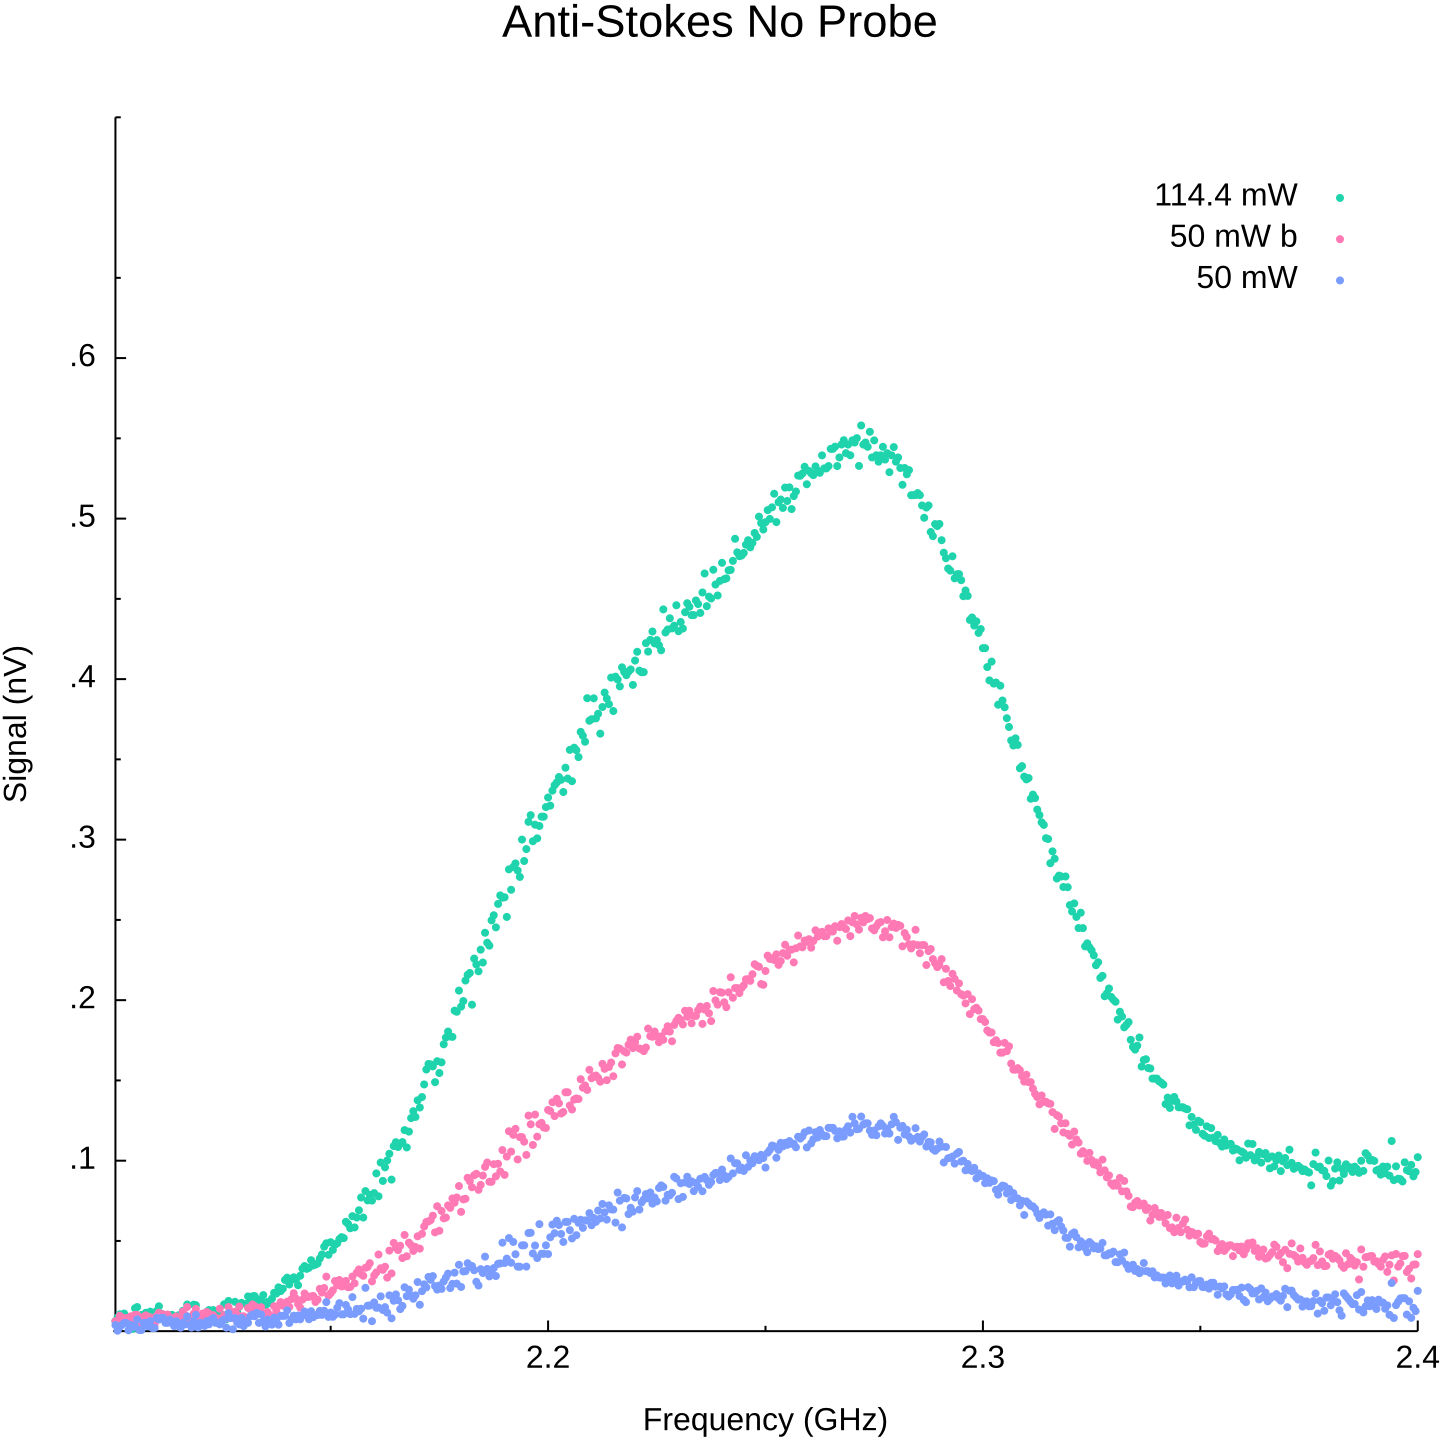 Anti-Stokes No Probe
114.4 mW
50 mW b
50 mW
.6
.5
.4
.3
.2
.1
Signal (nV)
2.2
2.3
2.4
Frequency (GHz)